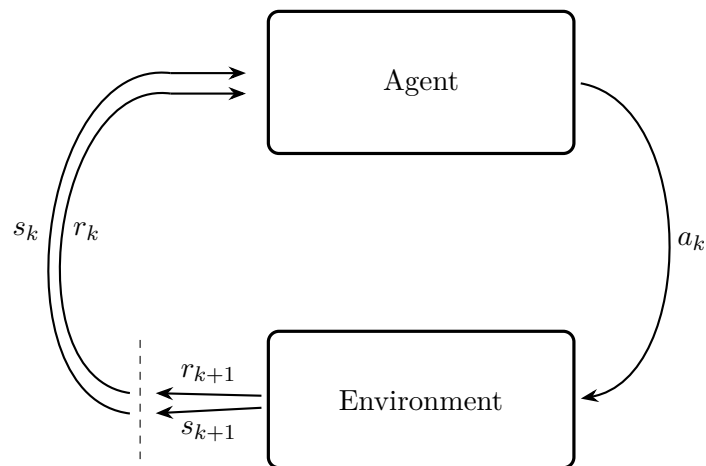 Agent
s_k
r_k
a_k
r_{k+1}
Environment
s_{k+1}